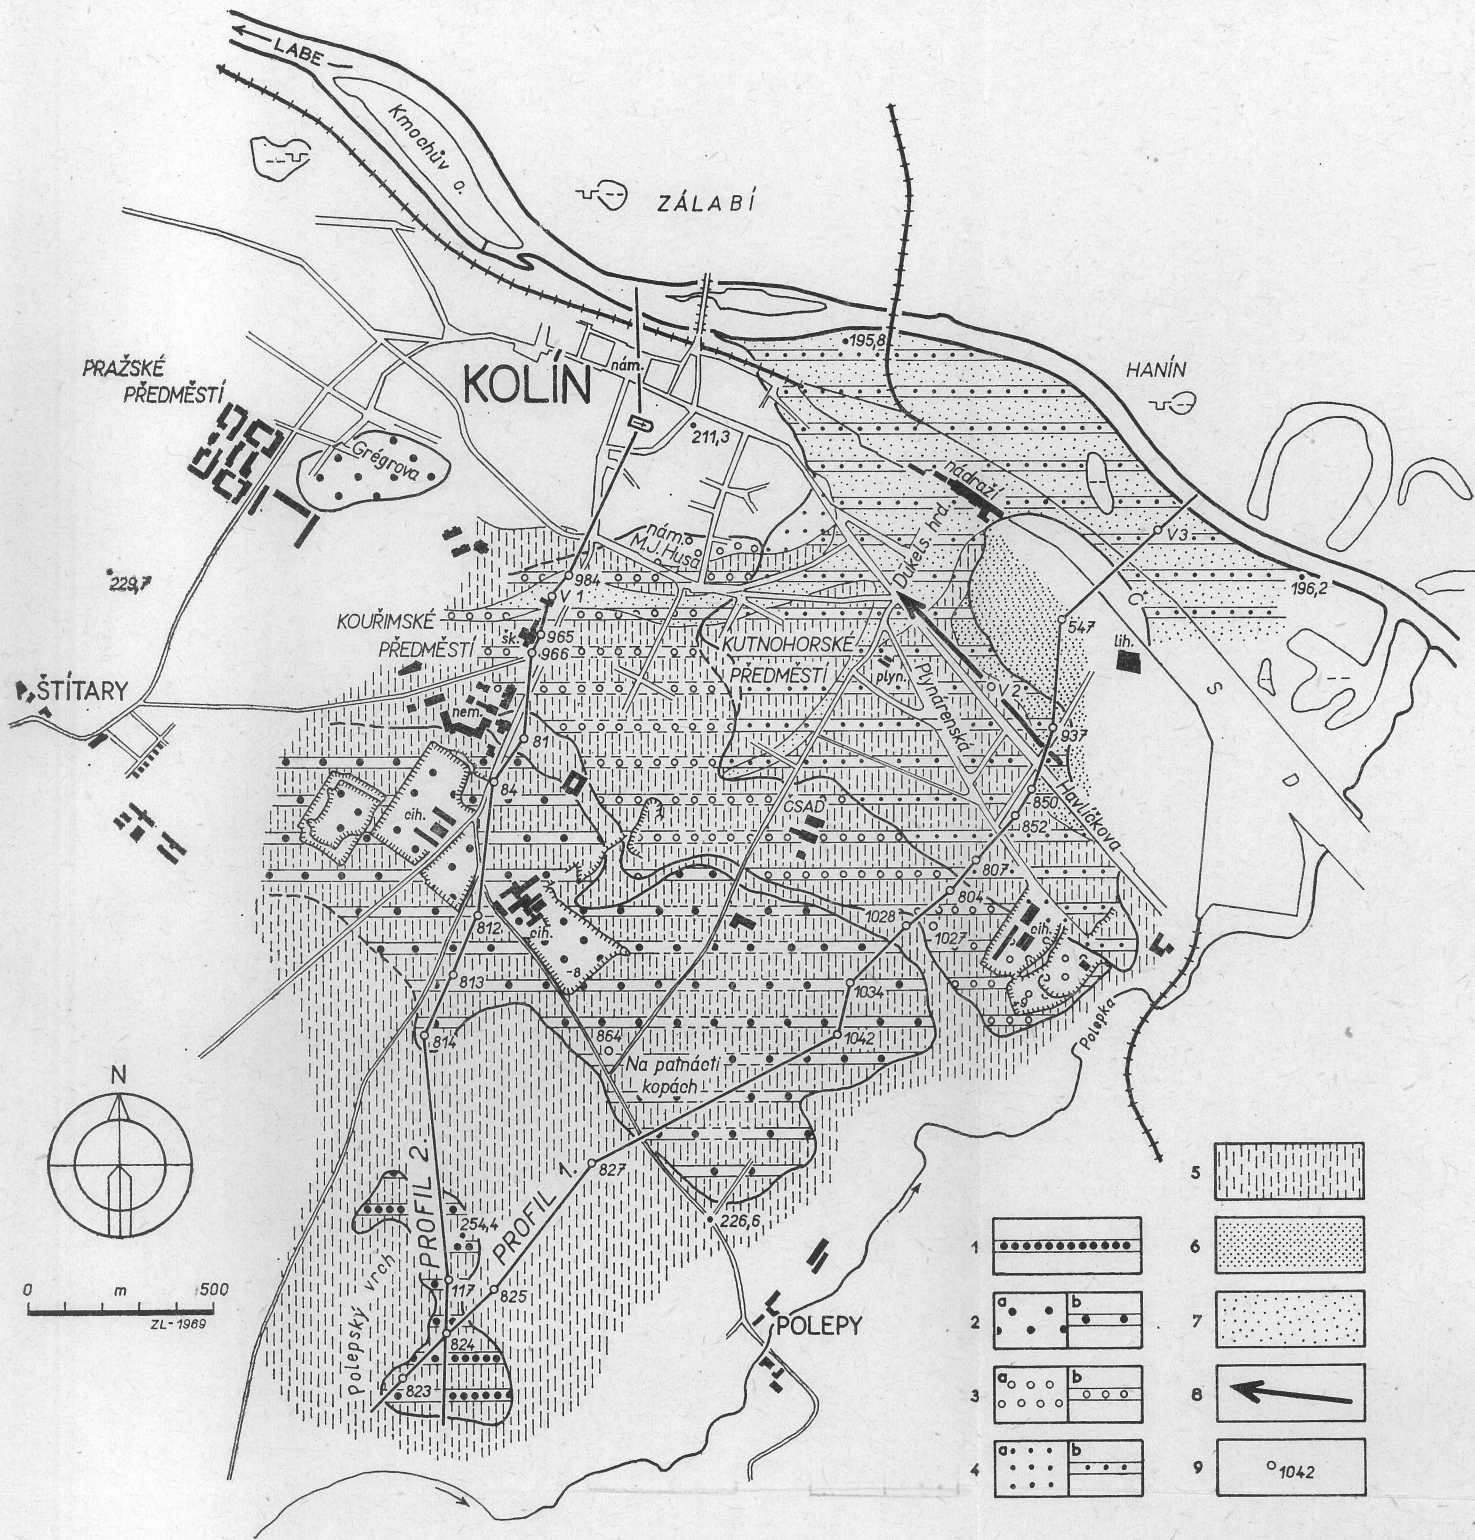 LABE
Kmochův o.
ZÁLABÍ
195,8
HANÍN
PRAŽSKÉ
PŘEDMĚSTÍ
KOLÍN
nám.
211,3
Grégrova
nádraží
nám.
M.J. Husa
Dukels. hrd.
V3
229,7
984
V 1
196,2
KOUŘIMSKÉ
PŘEDMĚSTÍ
šk.
965
966
KUTNOHORSKÉ
PŘEDMĚSTÍ
plyn.
Plynárenská
547
lih.
Č
S
D
ŠTÍTARY
nem.
V 2
81
937
84
cih.
ČSAD
850
852
Havlíčkova
807
804
812
cih.
-8
1028
1027
cih.
-9
813
1034
814
864
1042
Polepka
Na patnácti
kopách
N
PROFIL 2.
PROFIL 1.
827
254,4
226,6
Polepský vrch
117
825
824
823
POLEPY
0 m 500
ZL-1969
1
2 a b
3 a b
4 a b
5
6
7
8
9 1042